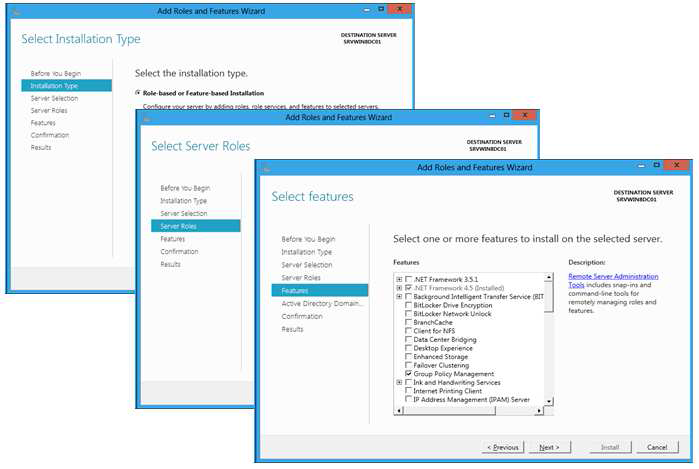 Add Roles and Features Wizard
Select Installation Type
DESTINATION SERVER
SRVWIN8DC01
Before You Begin
Installation Type
Server Selection
Server Roles
Features
Confirmation
Results
Select the installation type.
Role-based or Feature-based Installation
Configure your server by adding roles, role services, and features to selected servers.
Add Roles and Features Wizard
Select Server Roles
DESTINATION SERVER
SRVWIN8DC01
Before You Begin
Installation Type
Server Selection
Server Roles
Features
Confirmation
Results
Add Roles and Features Wizard
Select features
DESTINATION SERVER
SRVWIN8DC01
Before You Begin
Installation Type
Server Selection
Server Roles
Features
Active Directory Domain...
Confirmation
Results
Select one or more features to install on the selected server.
Features
.NET Framework 3.5.1
.NET Framework 4.5 (Installed)
Background Intelligent Transfer Service (BIT
BitLocker Drive Encryption
BitLocker Network Unlock
BranchCache
Client for NFS
Data Center Bridging
Desktop Experience
Enhanced Storage
Failover Clustering
Group Policy Management
Ink and Handwriting Services
Internet Printing Client
IP Address Management (IPAM) Server
Description:
Remote Server Administration
Tools includes snap-ins and
command-line tools for
remotely managing roles and
features.
< Previous
Next >
Install
Cancel